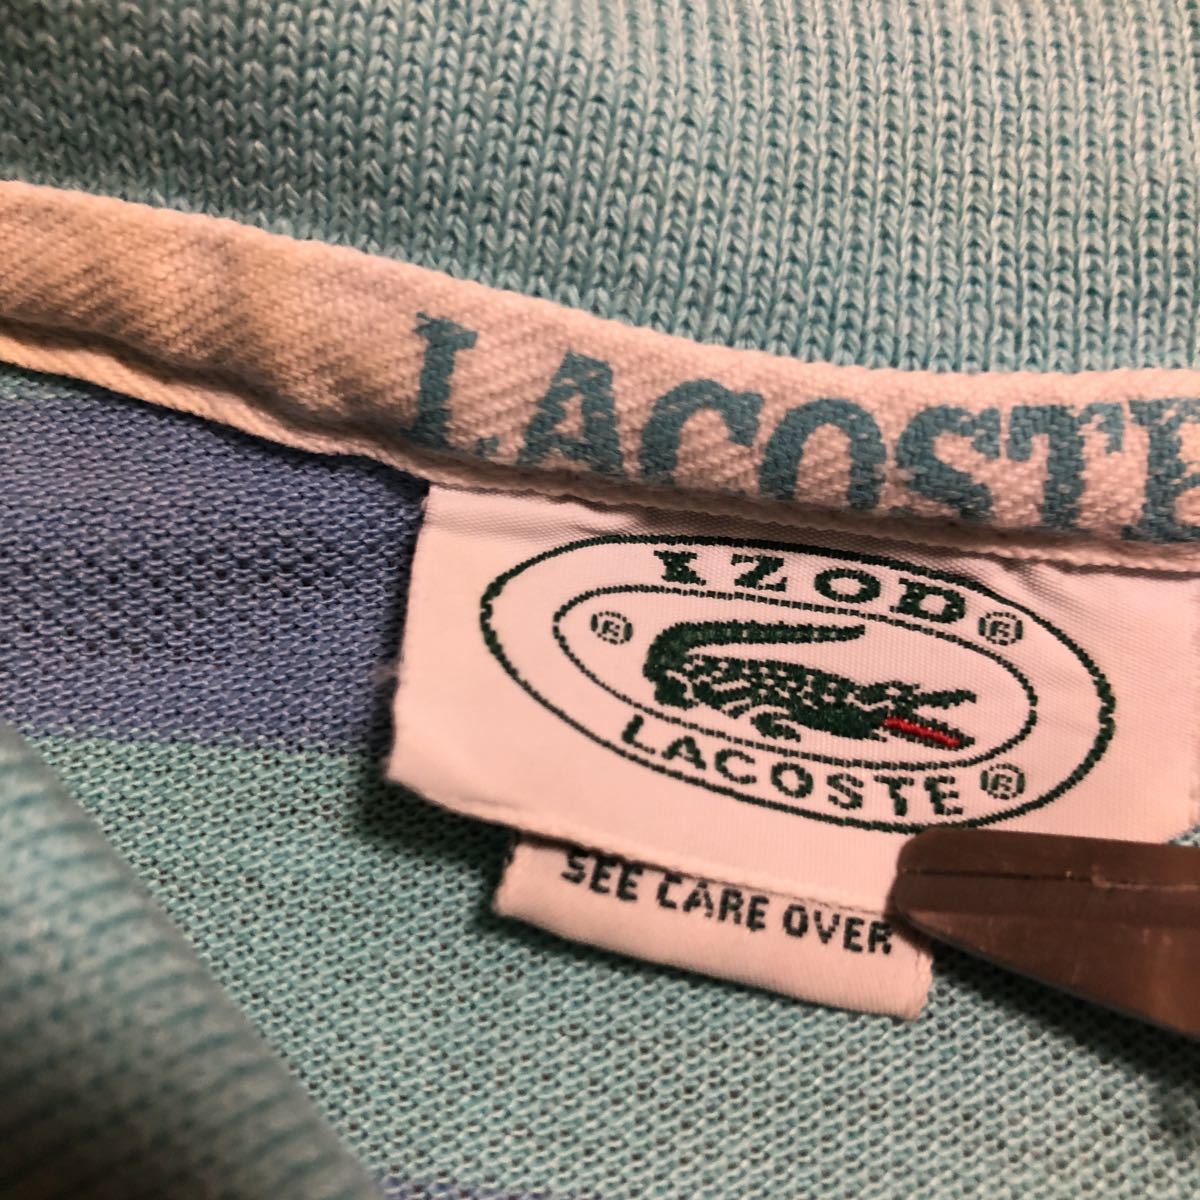 LACOSTE
IZOD®
®
LACOSTE®
SEE CARE OVER